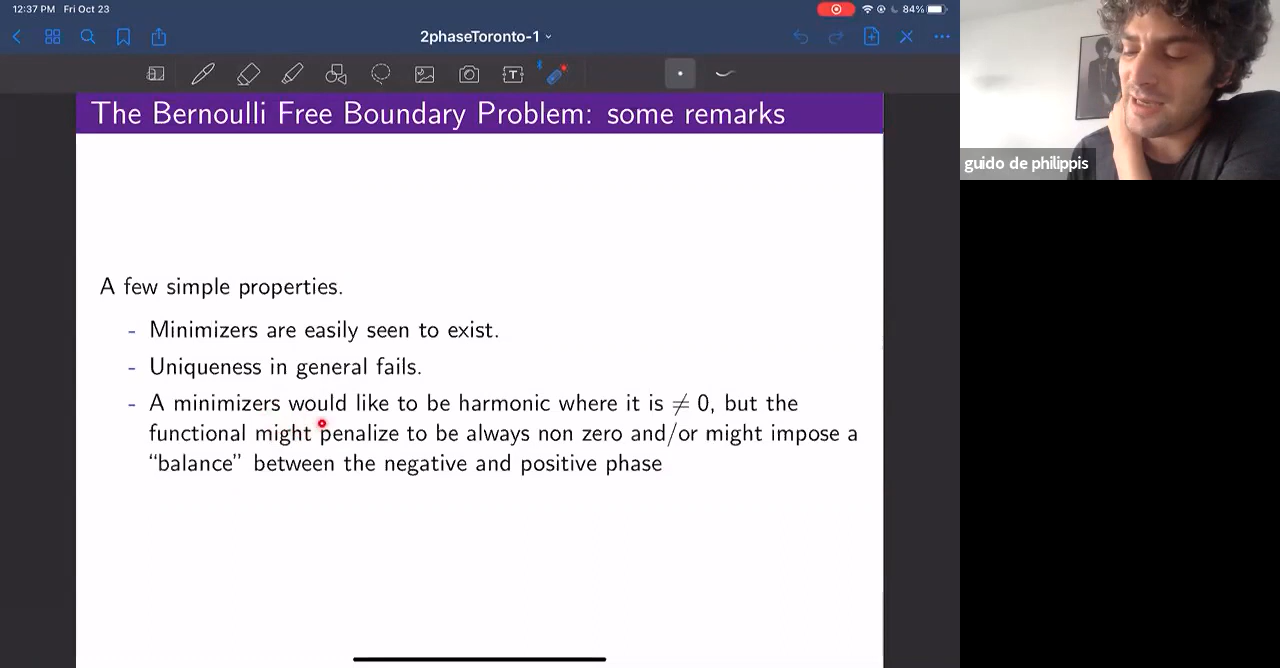 12:37 PM Fri Oct 23
84%
2phaseToronto-1
T
The Bernoulli Free Boundary Problem: some remarks
guido de philippis
A few simple properties.
- Minimizers are easily seen to exist.
- Uniqueness in general fails.
- A minimizers would like to be harmonic where it is ≠ 0, but the
functional might penalize to be always non zero and/or might impose a
“balance” between the negative and positive phase